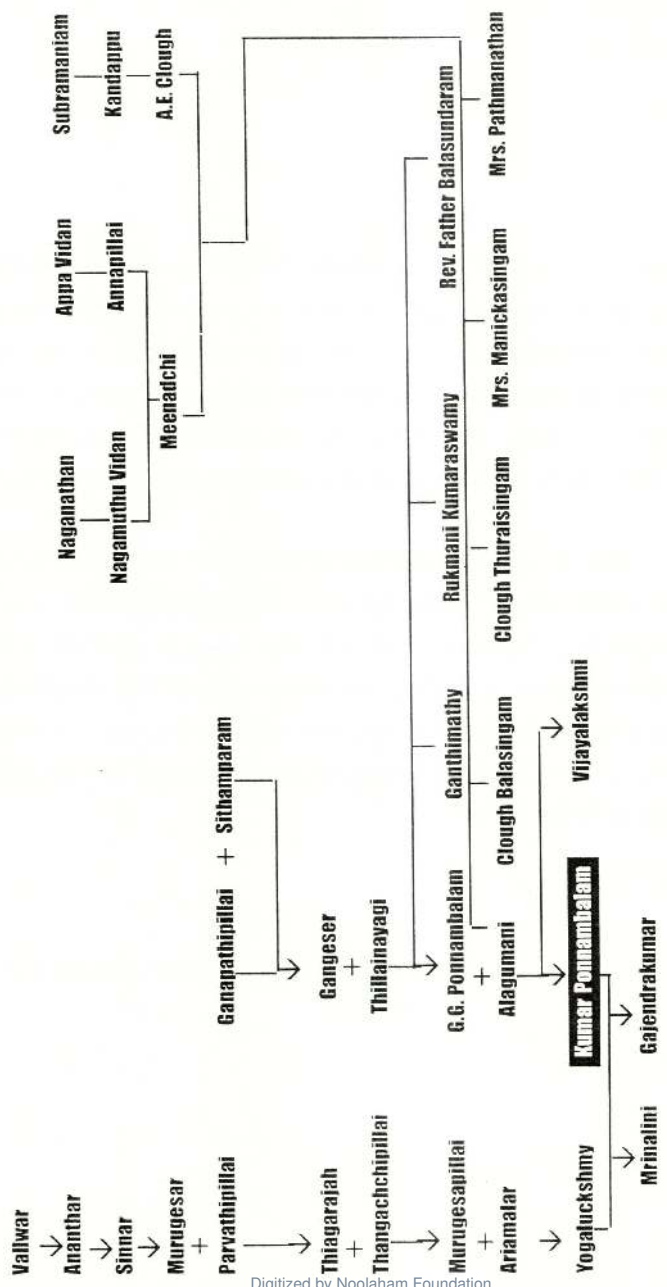 Vallwar
Ananthar
Sinnar
Murugesar
+
Parvathipillai
Thiagarajah
+
Thangachchipillai
Murugesapillai
+
Ariamalar
Yogaluckshmy
Mrinalini
Gajendrakumar
Ganapathipillai + Sithamparam
Gangeser
+
Thillainayagi
G.G. Ponnambalam
+
Alagumani
Kumar Ponnambalam
Vijayalakshmi
Ganthimathy
Rukmani Kumaraswamy
Rev. Father Balasundaram
Clough Balasingam
Clough Thuraisingam
Mrs. Manickasingam
Mrs. Pathmanathan
Naganathan
Nagamuthu Vidan
Appa Vidan
Annapillai
Meenadchi
Subramaniam
Kandappu
A.E. Clough
Digitized by Noolaham Foundation